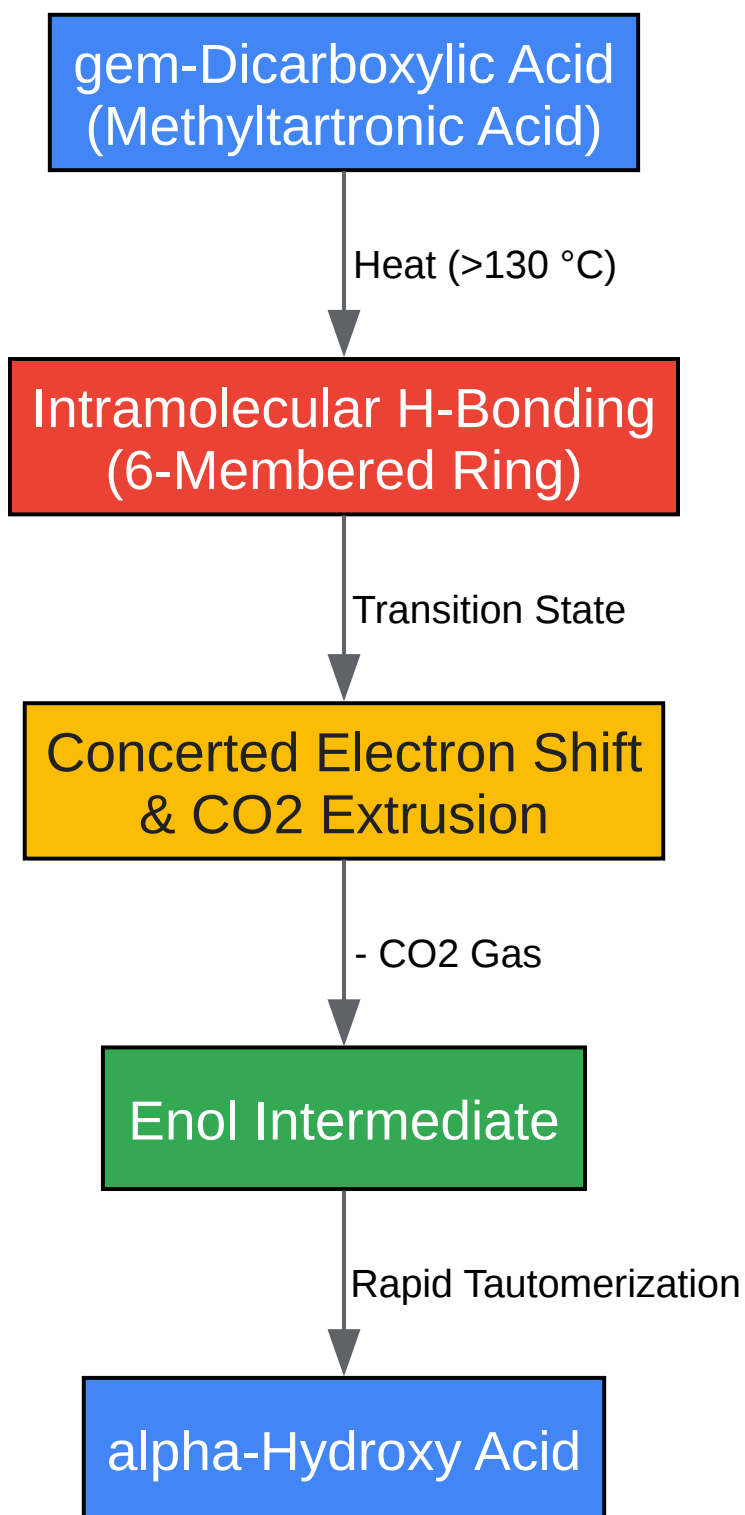 gem-Dicarboxylic Acid
(Methyltartronic Acid)
Heat (>130 °C)
Intramolecular H-Bonding
(6-Membered Ring)
Transition State
Concerted Electron Shift
& CO2 Extrusion
- CO2 Gas
Enol Intermediate
Rapid Tautomerization
alpha-Hydroxy Acid